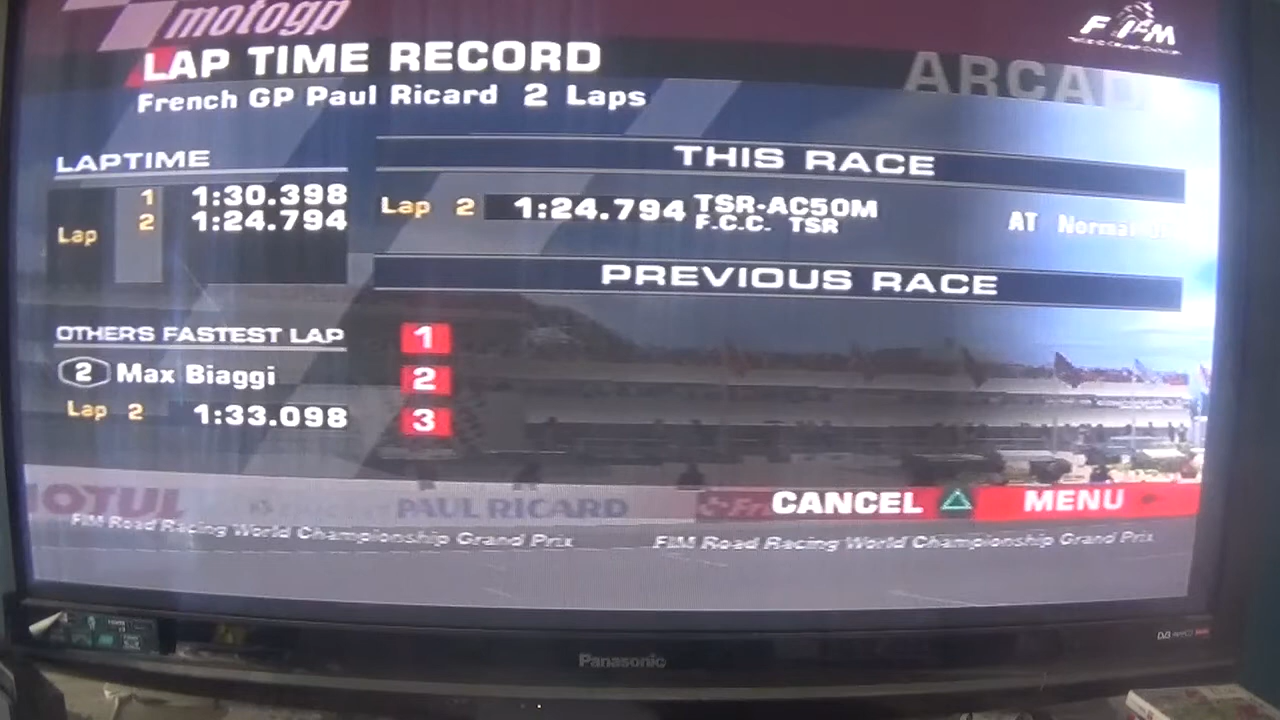 motogp
FIM
LAP TIME RECORD
ARCAD
French GP Paul Ricard 2 Laps
LAPTIME
THIS RACE
1 1:30.398
Lap 2 1:24.794
Lap 2 1:24.794 TSR-AC50M
F.C.C. TSR
AT Normal
PREVIOUS RACE
OTHERS FASTEST LAP
1
2 Max Biaggi
2
Lap 2 1:33.098
3
MOTUL
PAUL RICARD
CANCEL
MENU
FIM Road Racing World Championship Grand Prix
FIM Road Racing World Championship Grand Prix
Panasonic